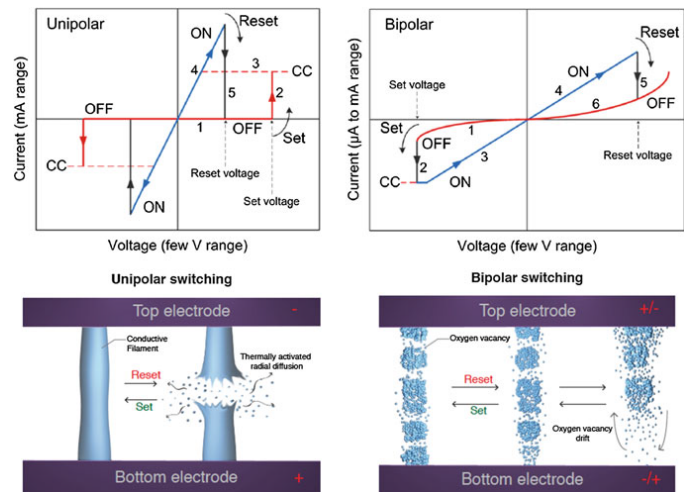 Unipolar
ON
Reset
4
3
CC
5
2
OFF
1
OFF
Set
Reset voltage
Set voltage
CC
ON
Current (mA range)
Voltage (few V range)
Bipolar
Reset
Set voltage
ON
5
4
6
OFF
Set
1
OFF
2
3
CC
ON
Reset voltage
Current (µA to mA range)
Voltage (few V range)
Unipolar switching
Top electrode -
Conductive
Filament
Thermally activated
radial diffusion
Reset
Set
Bottom electrode +
Bipolar switching
Top electrode +/-
Oxygen vacancy
Reset
Set
Oxygen vacancy
drift
Bottom electrode -/+